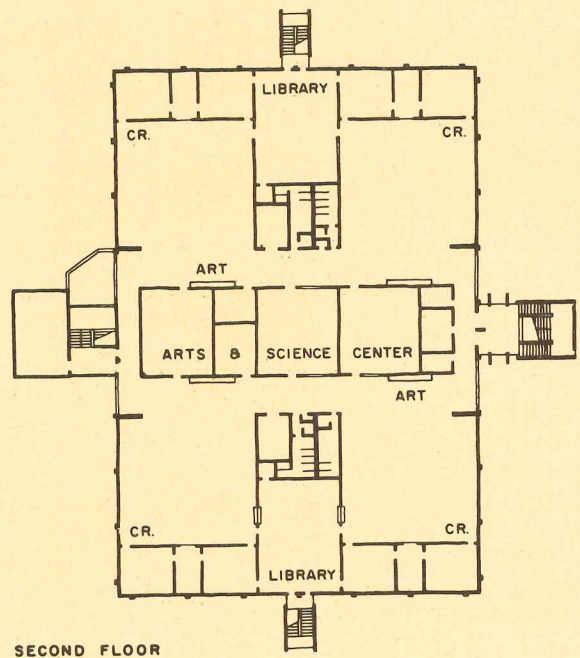 LIBRARY
CR.
CR.
ART
ARTS & SCIENCE CENTER
ART
CR.
CR.
LIBRARY
SECOND FLOOR